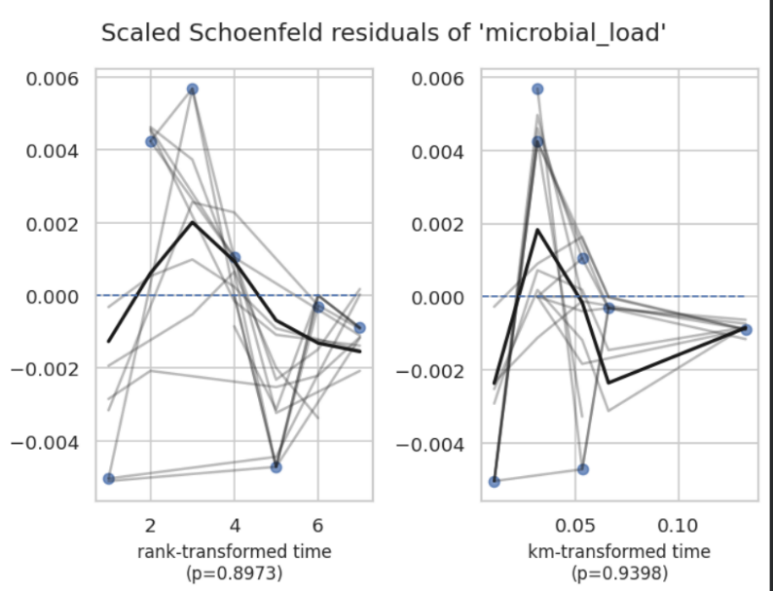 Scaled Schoenfeld residuals of 'microbial_load'
0.006
0.004
0.002
0.000
−0.002
−0.004
2 4 6
rank-transformed time
(p=0.8973)
0.006
0.004
0.002
0.000
−0.002
−0.004
0.05 0.10
km-transformed time
(p=0.9398)